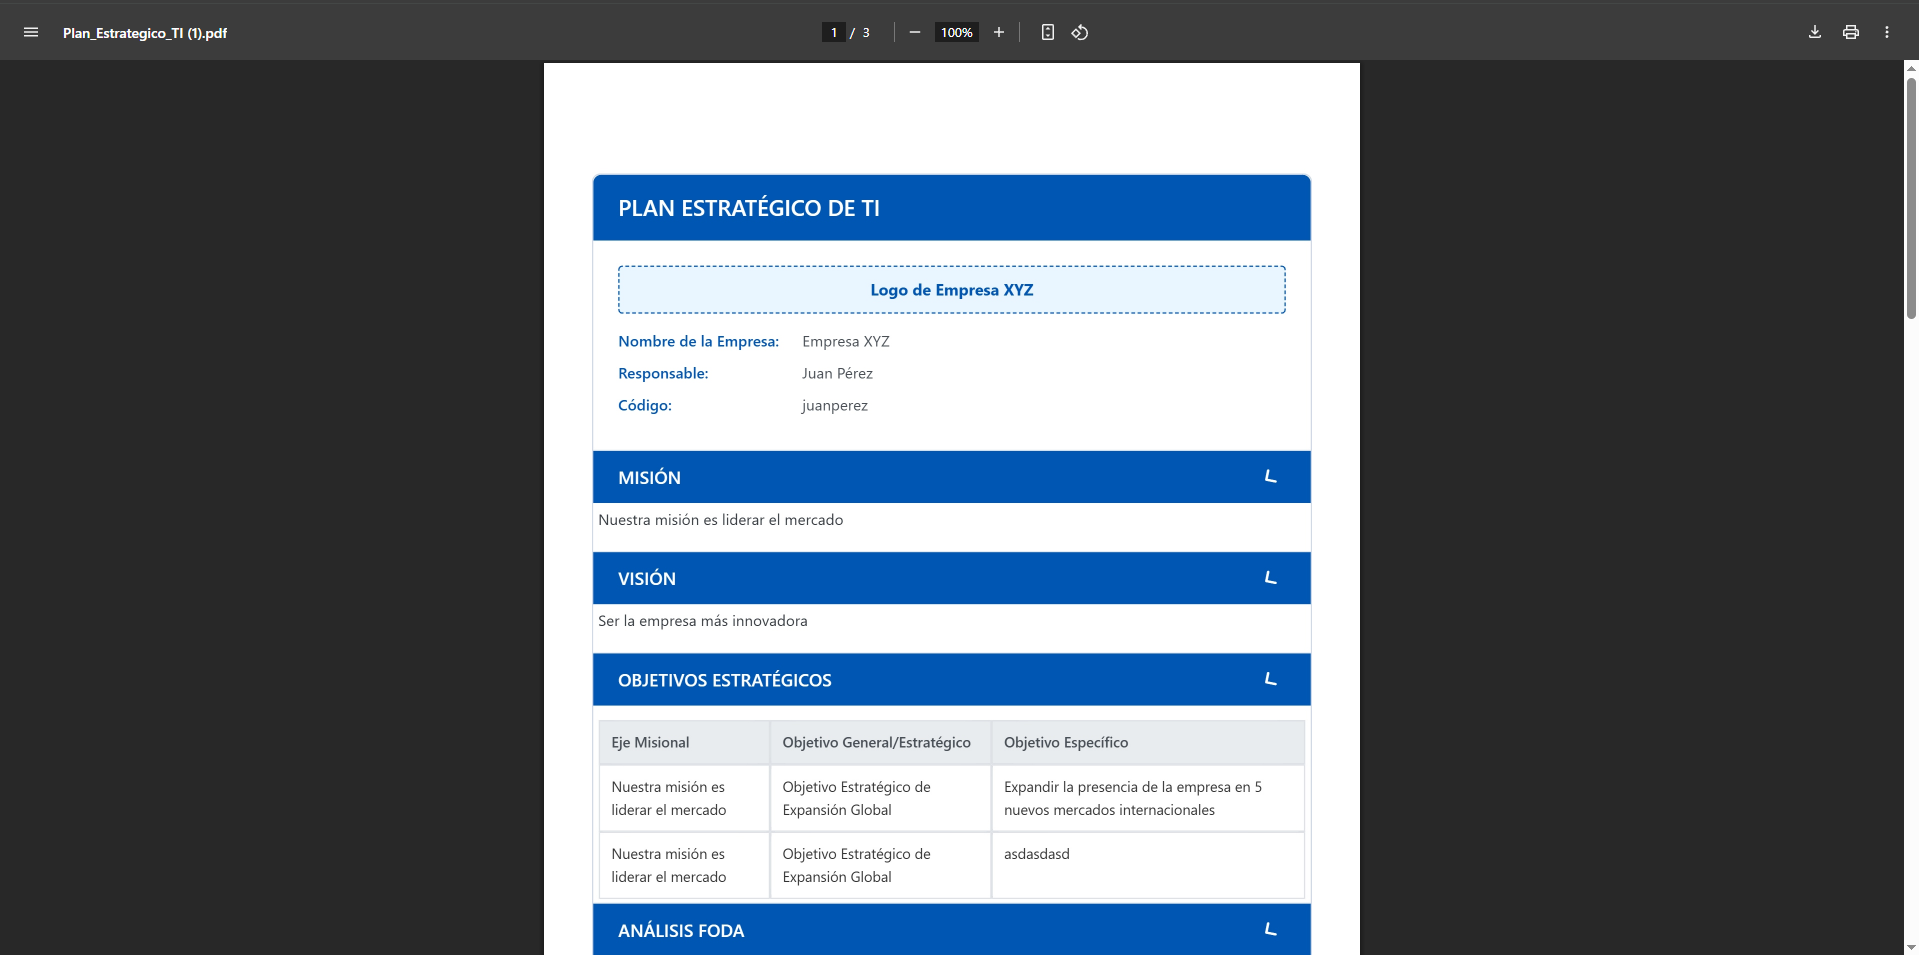 Plan_Estrategico_TI (1).pdf
1 / 3
100%
PLAN ESTRATÉGICO DE TI
Logo de Empresa XYZ
Nombre de la Empresa: Empresa XYZ
Responsable: Juan Pérez
Código: juanperez
MISIÓN
Nuestra misión es liderar el mercado
VISIÓN
Ser la empresa más innovadora
OBJETIVOS ESTRATÉGICOS
Eje Misional Objetivo General/Estratégico Objetivo Específico
Nuestra misión es Objetivo Estratégico de Expandir la presencia de la empresa en 5
liderar el mercado Expansión Global nuevos mercados internacionales
Nuestra misión es Objetivo Estratégico de asdasdasd
liderar el mercado Expansión Global
ANÁLISIS FODA